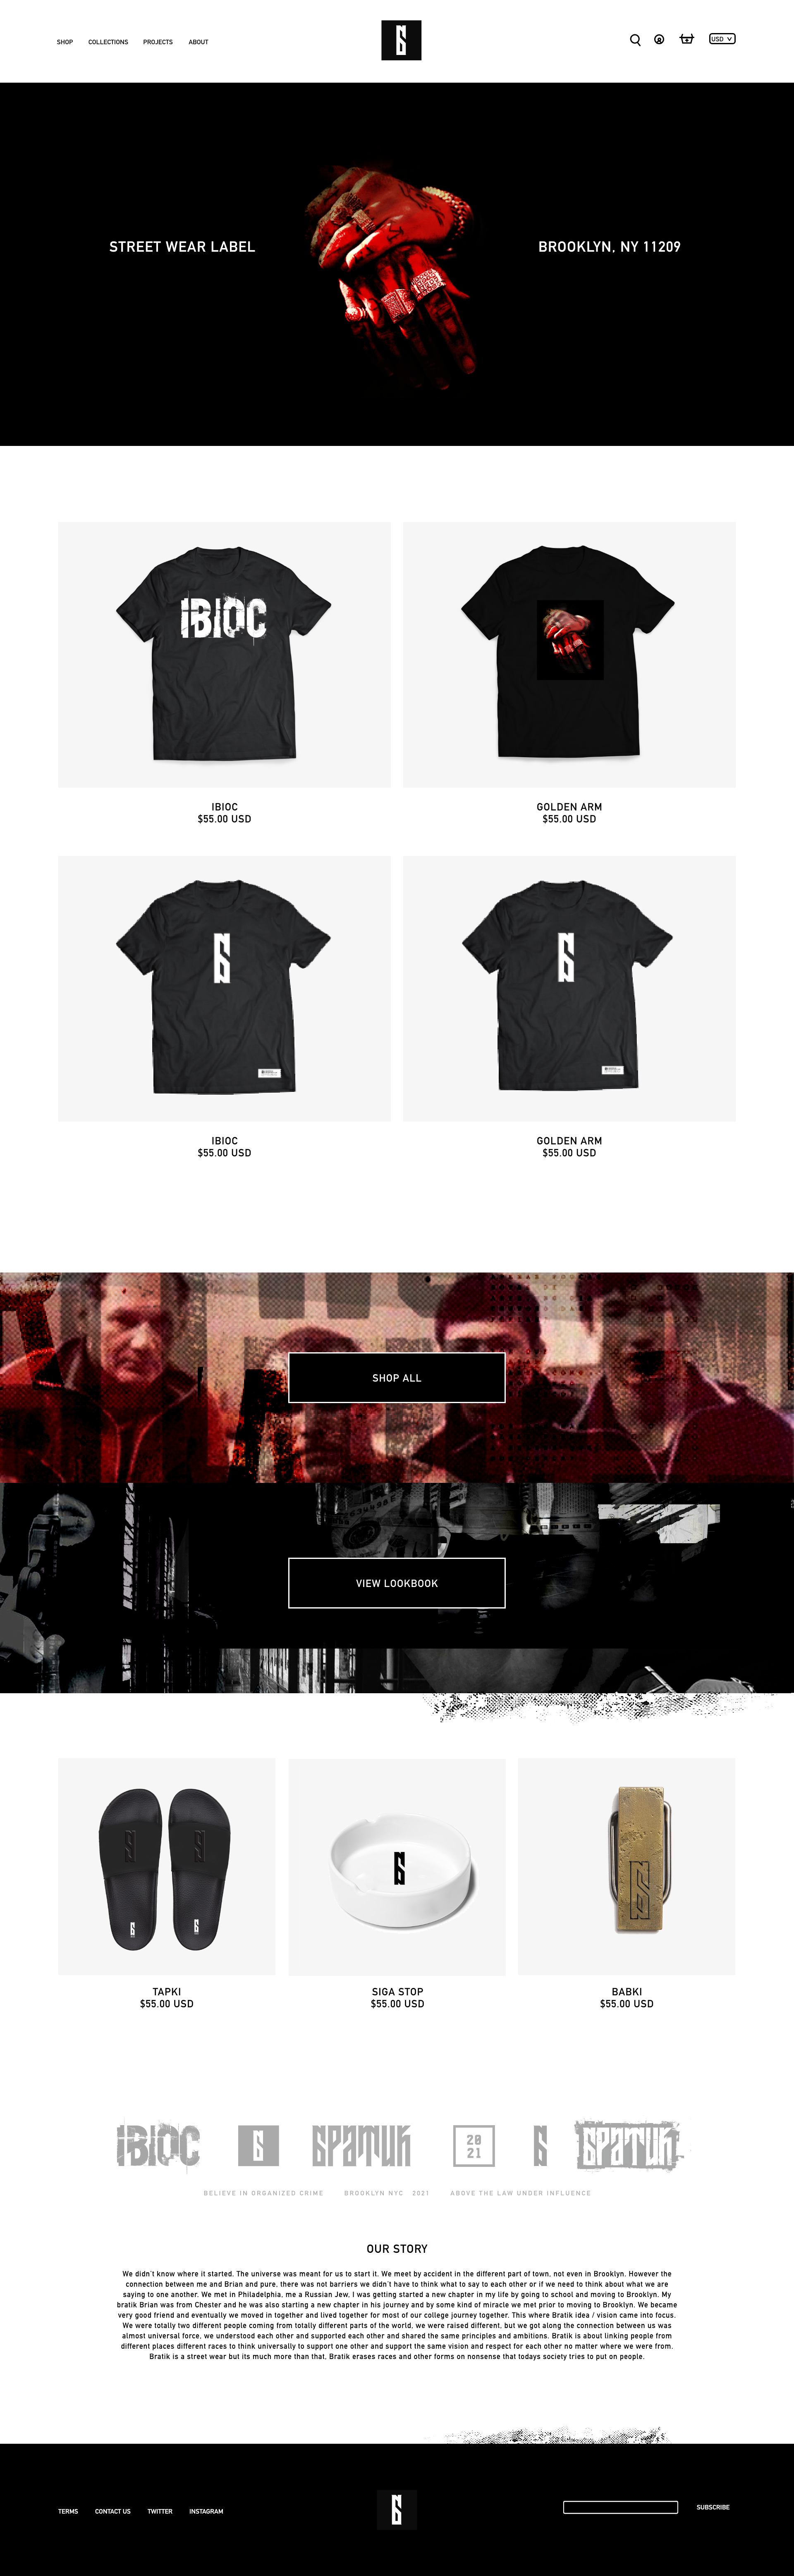 SHOP COLLECTIONS PROJECTS ABOUT
USD
STREET WEAR LABEL
BROOKLYN, NY 11209
IBIOC
IBIOC
$55.00 USD
GOLDEN ARM
$55.00 USD
IBIOC
$55.00 USD
GOLDEN ARM
$55.00 USD
SHOP ALL
VIEW LOOKBOOK
TAPKI
$55.00 USD
SIGA STOP
$55.00 USD
BABKI
$55.00 USD
IBIOC
БРАТИК
20
21
БРАТИК
BELIEVE IN ORGANIZED CRIME BROOKLYN NYC 2021 ABOVE THE LAW UNDER INFLUENCE
OUR STORY
We didn't know where it started. The universe was meant for us to start it. We meet by accident in the different part of town, not even in Brooklyn. However the
connection between me and Brian and pure, there was not barriers we didn't have to think what to say to each other or if we need to think about what we are
saying to one another. We met in Philadelphia, me a Russian Jew, I was getting started a new chapter in my life by going to school and moving to Brooklyn. My
bratik Brian was from Chester and he was also starting a new chapter in his journey and by some kind of miracle we met prior to moving to Brooklyn. We became
very good friend and eventually we moved in together and lived together for most of our college journey together. This where Bratik idea / vision came into focus.
We were totally two different people coming from totally different parts of the world, we were raised different, but we got along the connection between us was
almost universal force, we understood each other and supported each other and shared the same principles and ambitions. Bratik is about linking people from
different places different races to think universally to support one other and support the same vision and respect for each other no matter where we were from.
Bratik is a street wear but its much more than that, Bratik erases races and other forms on nonsense that todays society tries to put on people.
TERMS CONTACT US TWITTER INSTAGRAM
SUBSCRIBE